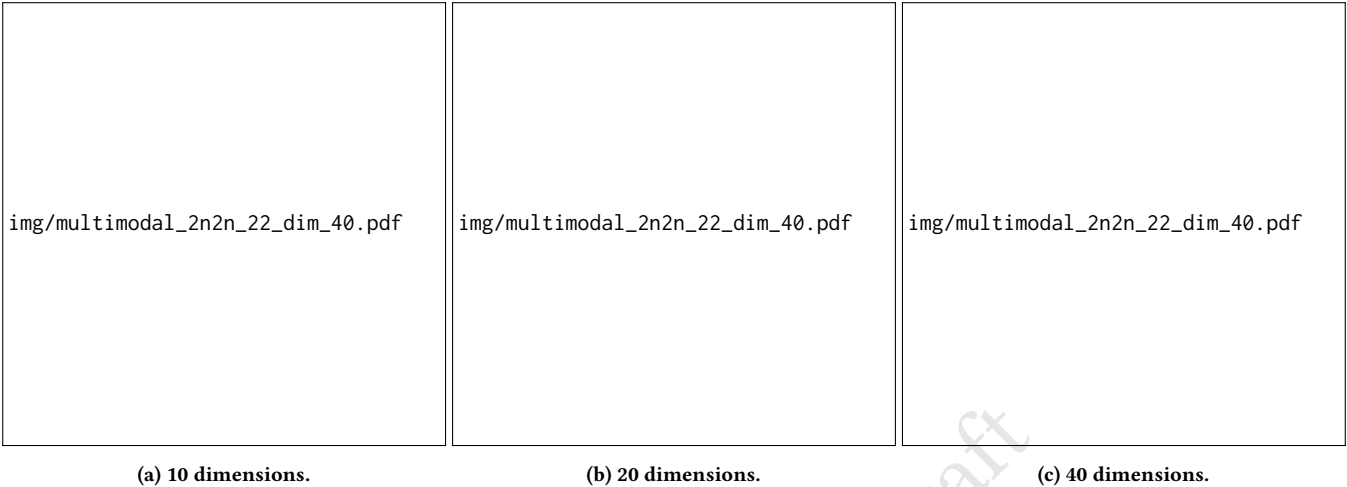 img/multimodal_2n2n_22_dim_40.pdf
img/multimodal_2n2n_22_dim_40.pdf
img/multimodal_2n2n_22_dim_40.pdf
(a) 10 dimensions.
(b) 20 dimensions.
(c) 40 dimensions.